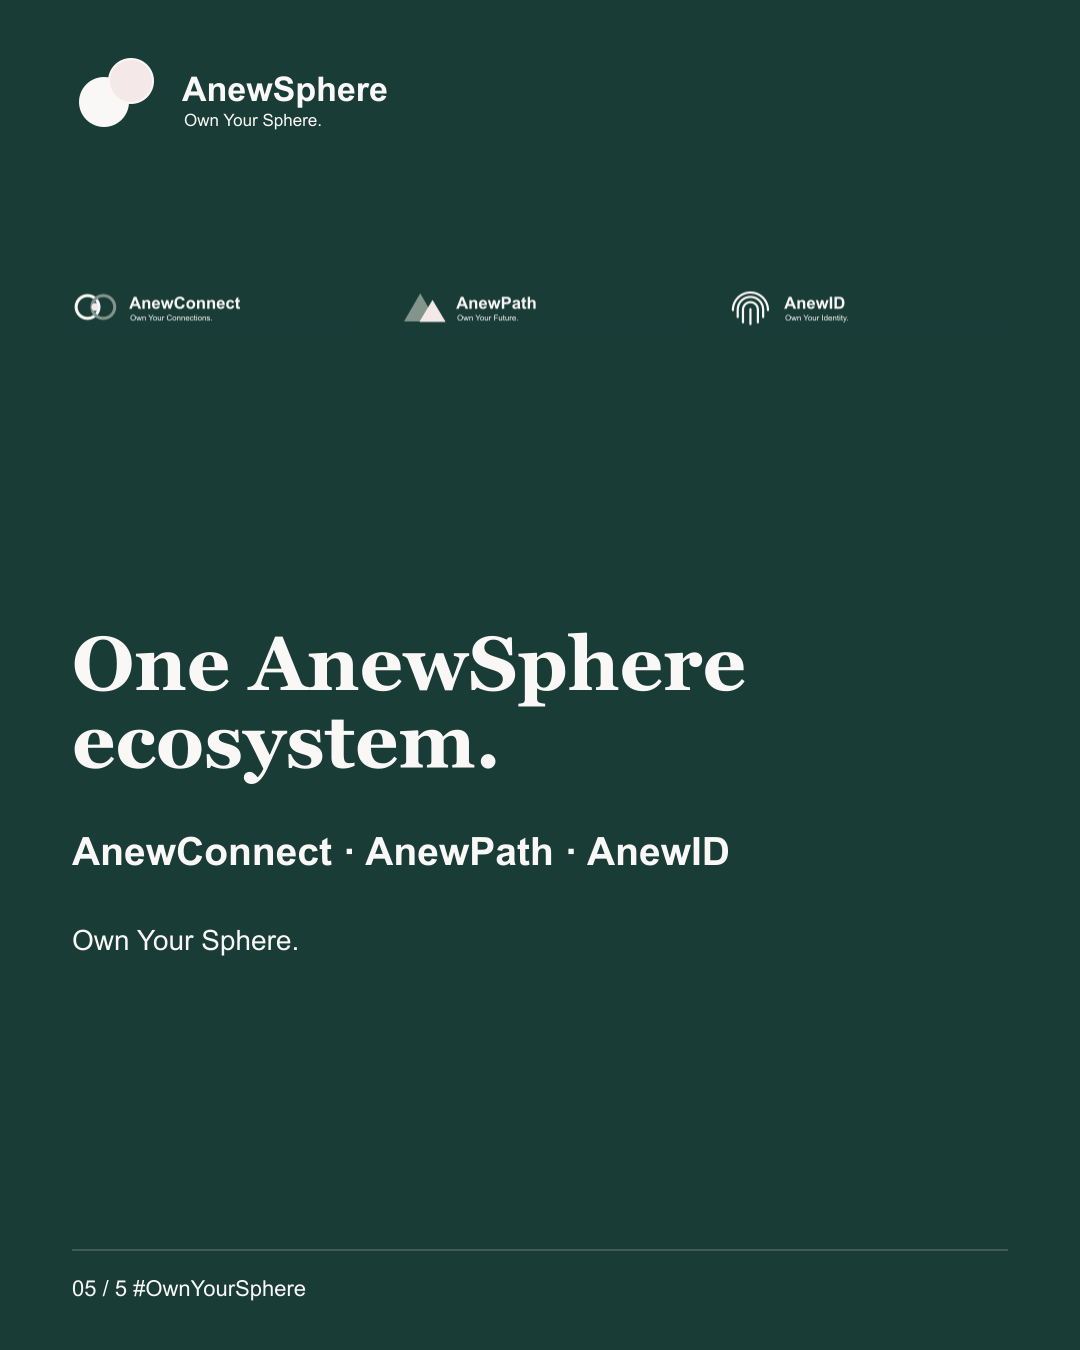 AnewSphere
Own Your Sphere.
AnewConnect
Own Your Connections.
AnewPath
Own Your Future.
AnewID
Own Your Identity.
One AnewSphere
ecosystem.
AnewConnect · AnewPath · AnewID
Own Your Sphere.
05 / 5 #OwnYourSphere